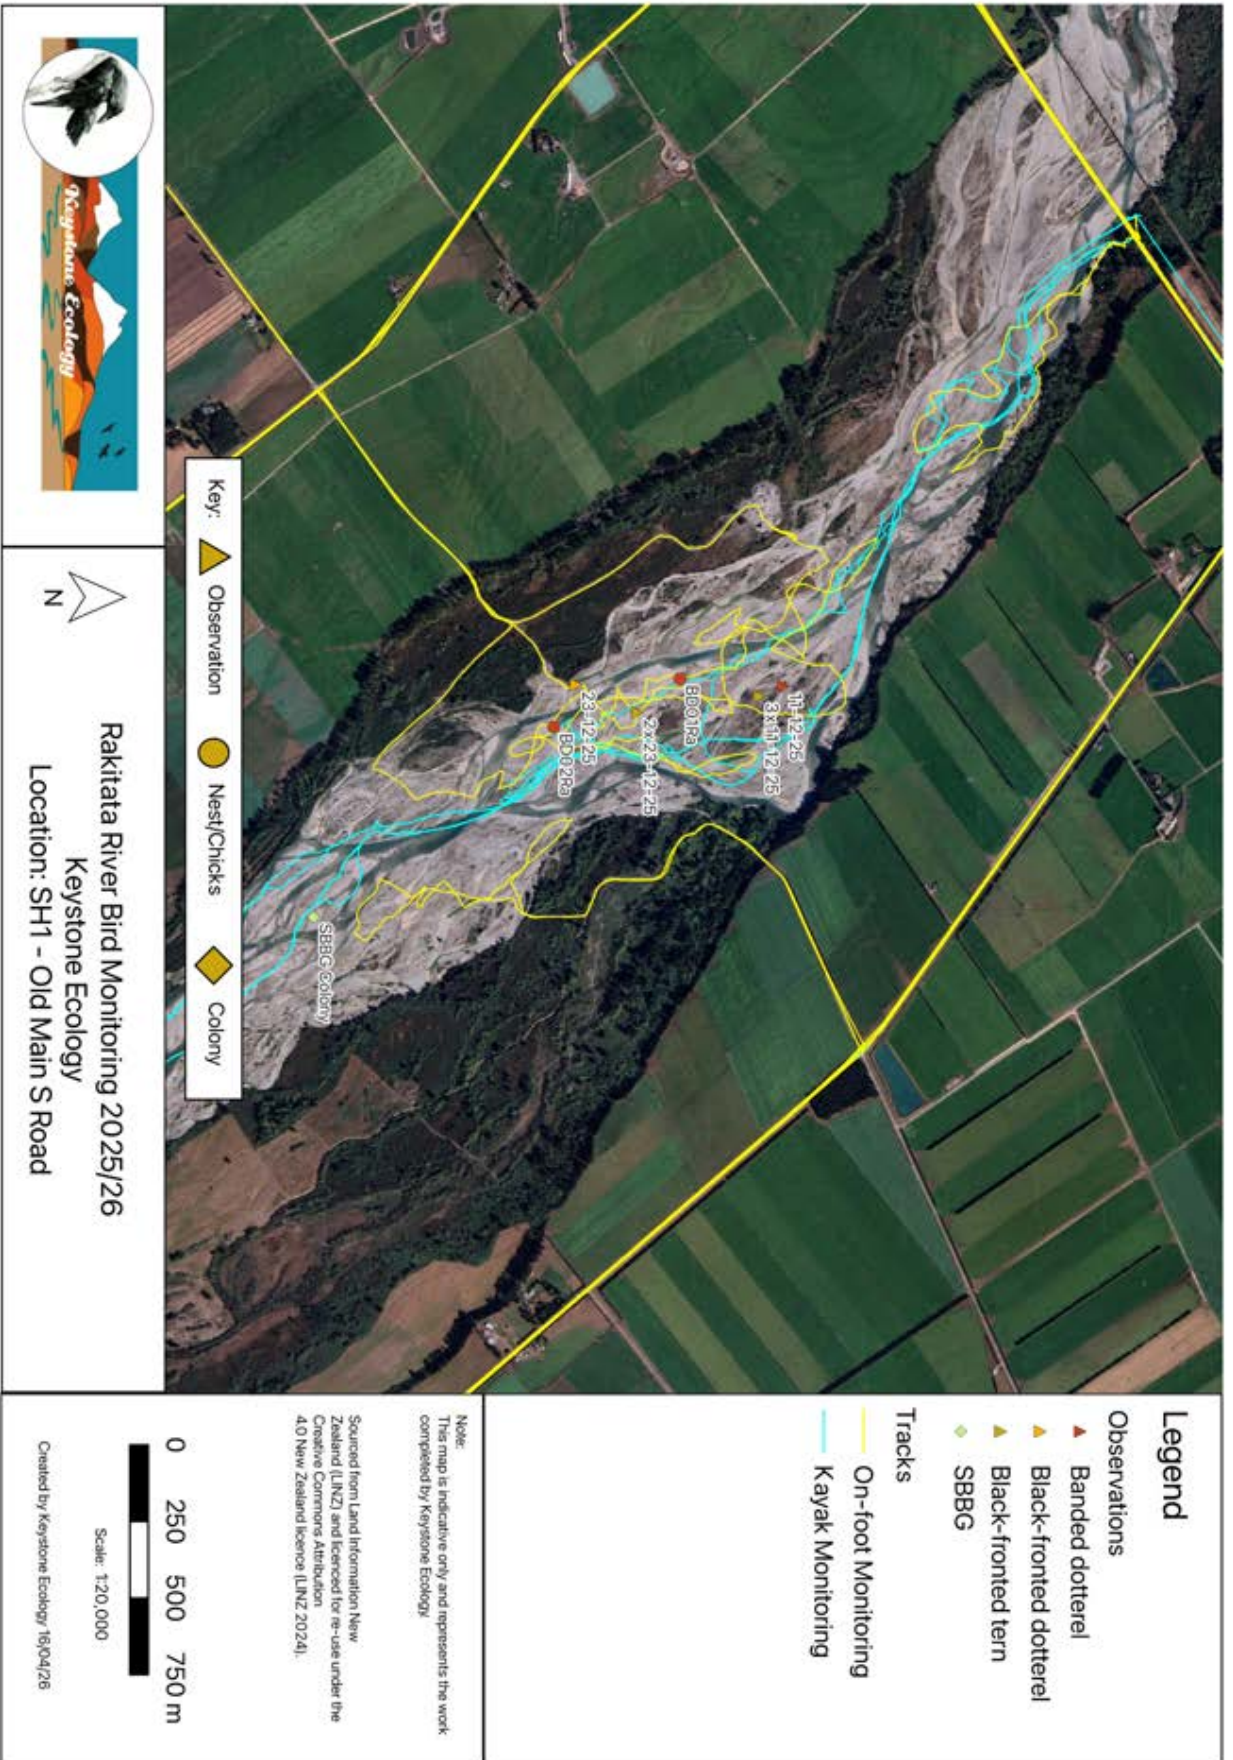 11-12-25
3x11-12-25
BD01Ra
2x 23-12-25
23-12-25
BD02Ra
SBBG colony
Key:
Observation
Nest/Chicks
Colony
Keystone Ecology
N
Rakitata River Bird Monitoring 2025/26
Keystone Ecology
Location: SH1 - Old Main S Road
Legend
Observations
Banded dotterel
Black-fronted dotterel
Black-fronted tern
SBBG
Tracks
On-foot Monitoring
Kayak Monitoring
Note:
This map is indicative only and represents the work
completed by Keystone Ecology.
Sourced from Land Information New
Zealand (LINZ) and licenced for re-use under the
Creative Commons Attribution
4.0 New Zealand licence (LINZ 2024).
0 250 500 750 m
Scale: 1:20,000
Created by Keystone Ecology 16/04/26